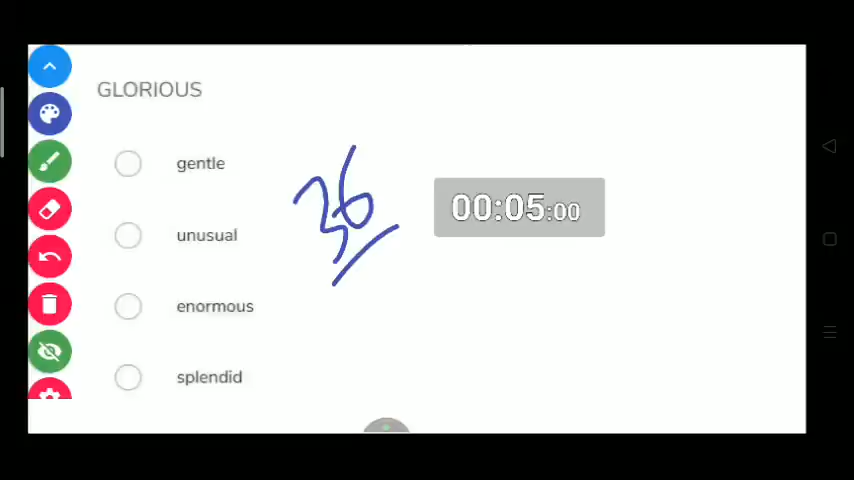 GLORIOUS
gentle
36
00:05:00
unusual
enormous
splendid